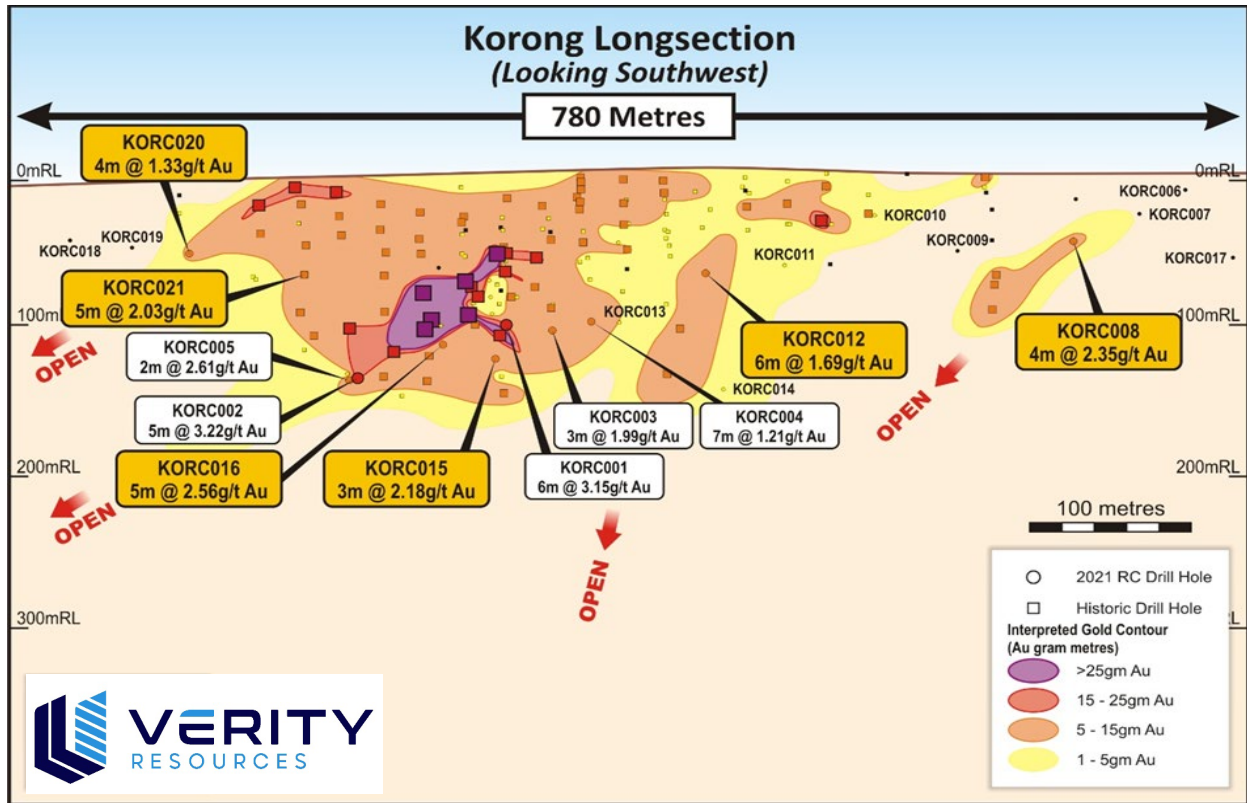 Korong Longsection
(Looking Southwest)
780 Metres
KORC020
4m @ 1.33g/t Au
0mRL
0mRL
KORC006
KORC007
KORC018
KORC019
KORC010
KORC009
KORC011
KORC017
KORC021
5m @ 2.03g/t Au
100m
100mRL
KORC013
KORC012
6m @ 1.69g/t Au
KORC008
4m @ 2.35g/t Au
OPEN
KORC005
2m @ 2.61g/t Au
KORC014
OPEN
KORC002
5m @ 3.22g/t Au
KORC003
3m @ 1.99g/t Au
KORC004
7m @ 1.21g/t Au
KORC016
5m @ 2.56g/t Au
KORC015
3m @ 2.18g/t Au
KORC001
6m @ 3.15g/t Au
200mRL
200mRL
OPEN
OPEN
100 metres
300mRL
RL
2021 RC Drill Hole
Historic Drill Hole
Interpreted Gold Contour
(Au gram metres)
>25gm Au
15 - 25gm Au
5 - 15gm Au
1 - 5gm Au
VERITY
RESOURCES